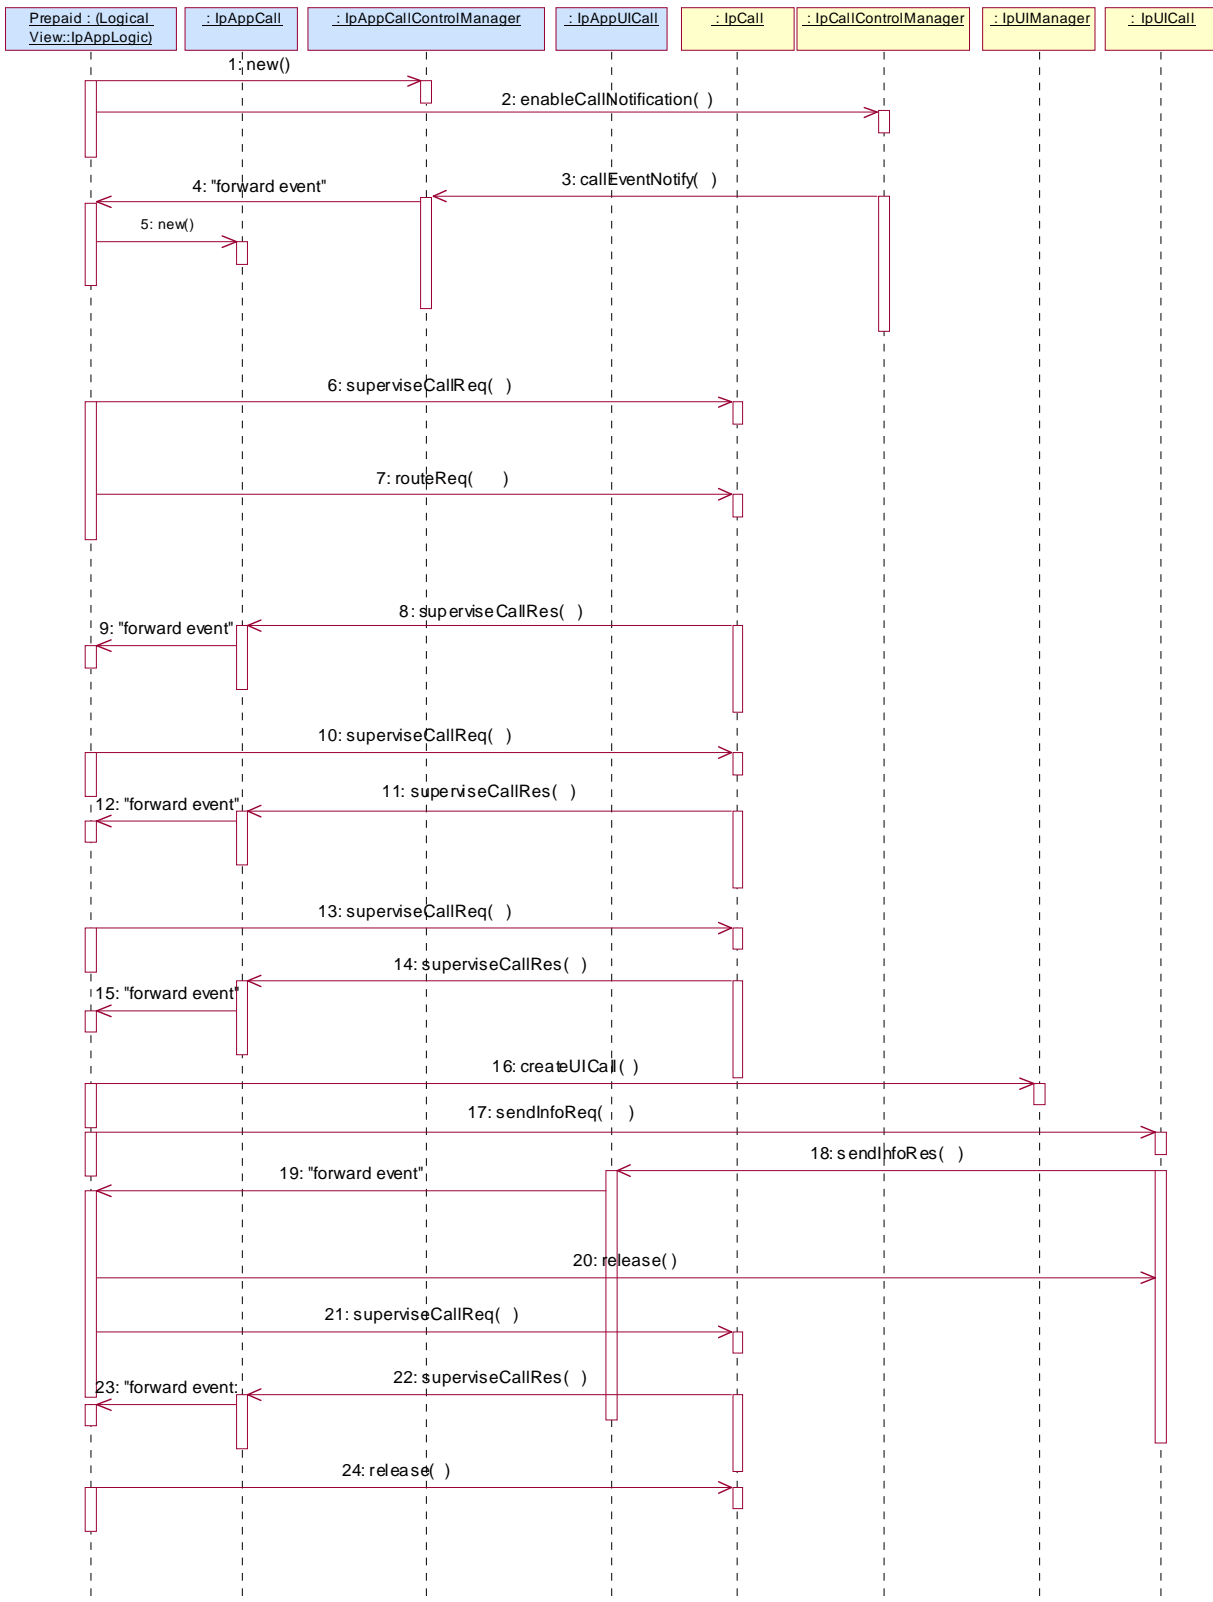 Prepaid : (Logical
View::IpAppLogic)
: IpAppCall
: IpAppCallControlManager
: IpAppUICall
: IpCall
: IpCallControlManager
: IpUIManager
: IpUICall
1: new()
2: enableCallNotification( )
3: callEventNotify( )
4: "forward event"
5: new()
6: superviseCallReq( )
7: routeReq( )
8: superviseCallRes( )
9: "forward event"
10: superviseCallReq( )
11: superviseCallRes( )
12: "forward event"
13: superviseCallReq( )
14: superviseCallRes( )
15: "forward event"
16: createUICall( )
17: sendInfoReq( )
18: sendInfoRes( )
19: "forward event"
20: release( )
21: superviseCallReq( )
22: superviseCallRes( )
23: "forward event:
24: release( )